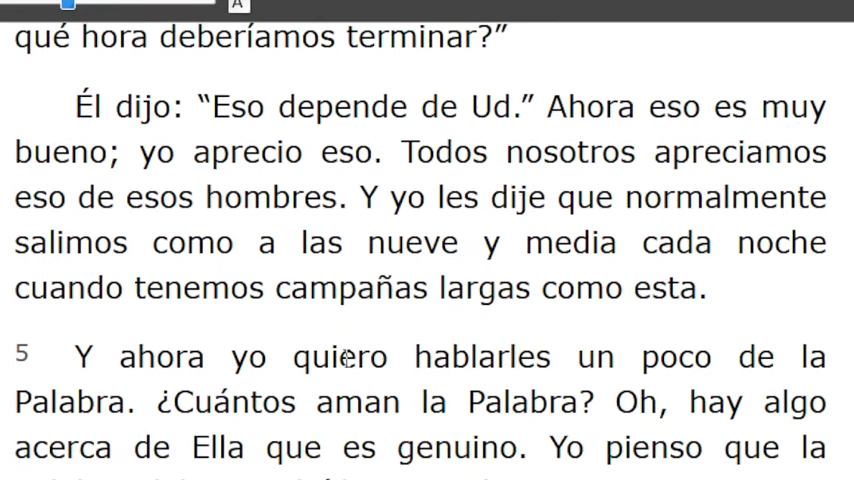 A
qué hora deberíamos terminar?”
Él dijo: “Eso depende de Ud.” Ahora eso es muy
bueno; yo aprecio eso. Todos nosotros apreciamos
eso de esos hombres. Y yo les dije que normalmente
salimos como a las nueve y media cada noche
cuando tenemos campañas largas como esta.
5 Y ahora yo quiero hablarles un poco de la
Palabra. ¿Cuántos aman la Palabra? Oh, hay algo
acerca de Ella que es genuino. Yo pienso que la